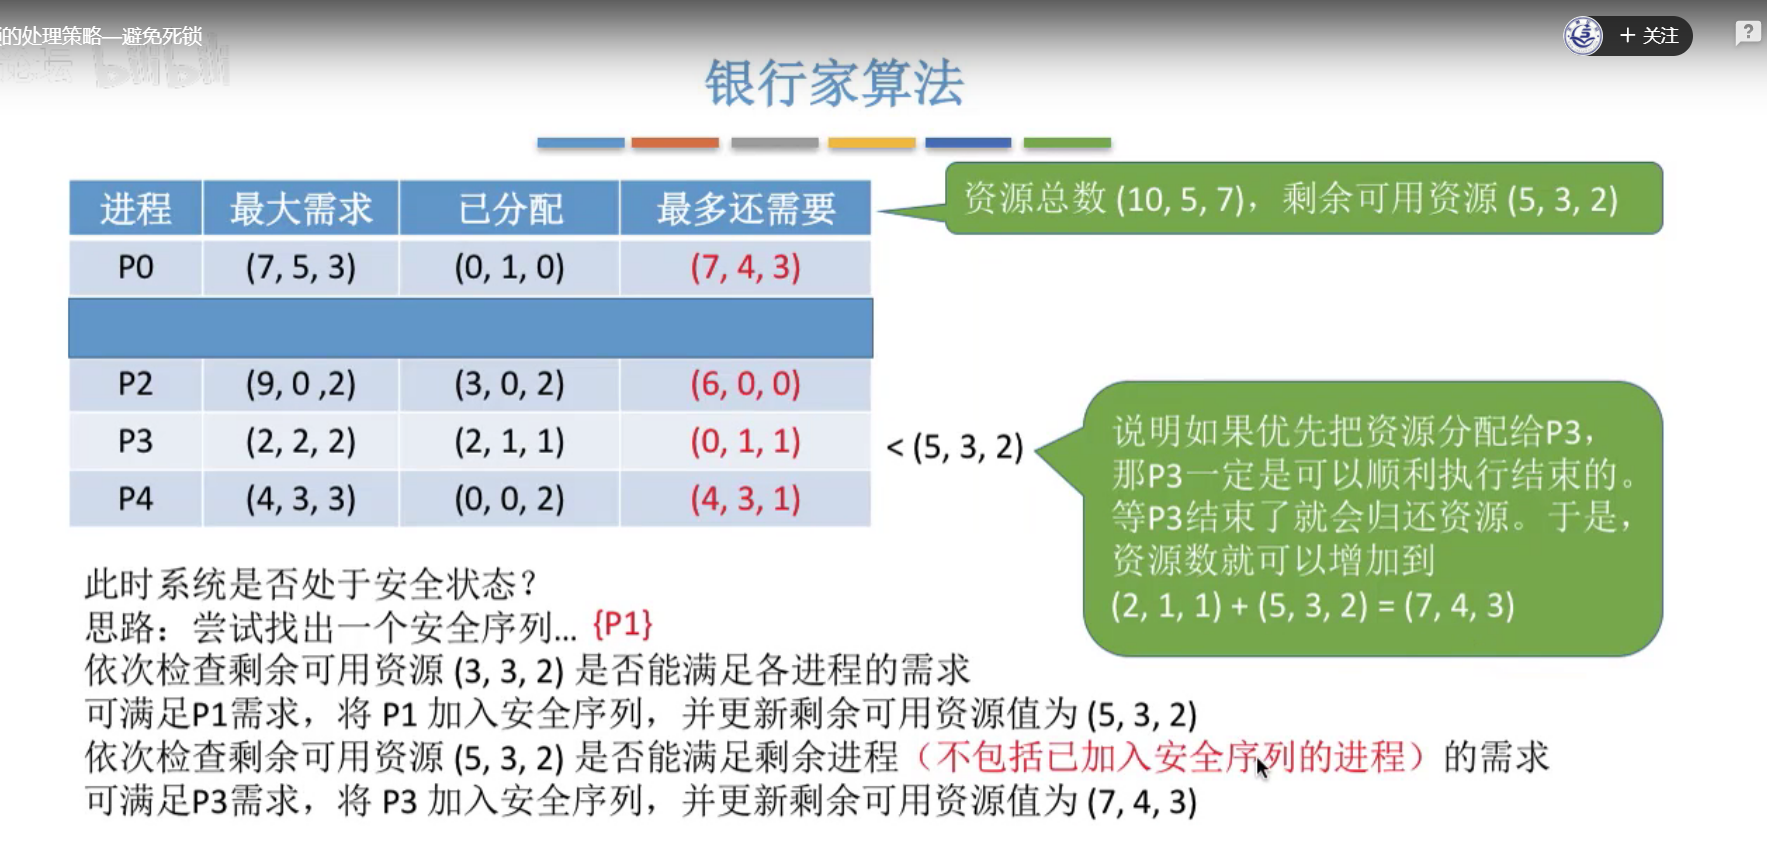 的处理策略—避免死锁
论坛 bilibili
+ 关注
?
银行家算法
进程 最大需求 已分配 最多还需要
资源总数 (10, 5, 7)，剩余可用资源 (5, 3, 2)
P0 (7, 5, 3) (0, 1, 0) (7, 4, 3)
P2 (9, 0 ,2) (3, 0, 2) (6, 0, 0)
P3 (2, 2, 2) (2, 1, 1) (0, 1, 1)
< (5, 3, 2)
P4 (4, 3, 3) (0, 0, 2) (4, 3, 1)
说明如果优先把资源分配给P3，
那P3一定是可以顺利执行结束的。
等P3结束了就会归还资源。于是，
资源数就可以增加到
(2, 1, 1) + (5, 3, 2) = (7, 4, 3)
此时系统是否处于安全状态？
思路：尝试找出一个安全序列... {P1}
依次检查剩余可用资源 (3, 3, 2) 是否能满足各进程的需求
可满足P1需求，将 P1 加入安全序列，并更新剩余可用资源值为 (5, 3, 2)
依次检查剩余可用资源 (5, 3, 2) 是否能满足剩余进程（不包括已加入安全序列的进程）的需求
可满足P3需求，将 P3 加入安全序列，并更新剩余可用资源值为 (7, 4, 3)